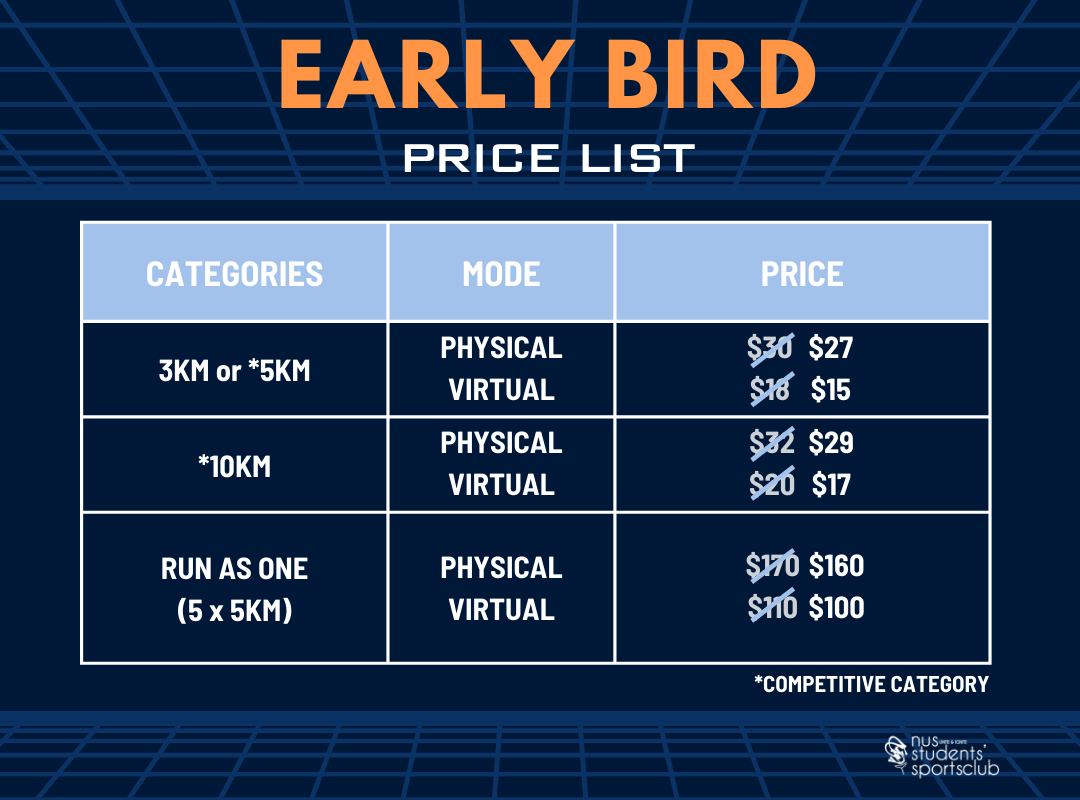 EARLY BIRD
PRICE LIST
CATEGORIES MODE PRICE
3KM or *5KM
PHYSICAL $30 $27
VIRTUAL $18 $15
*10KM
PHYSICAL $32 $29
VIRTUAL $20 $17
RUN AS ONE
(5 x 5KM)
PHYSICAL $170 $160
VIRTUAL $110 $100
*COMPETITIVE CATEGORY
nus UNITE & IGNITE
students'
sportsclub